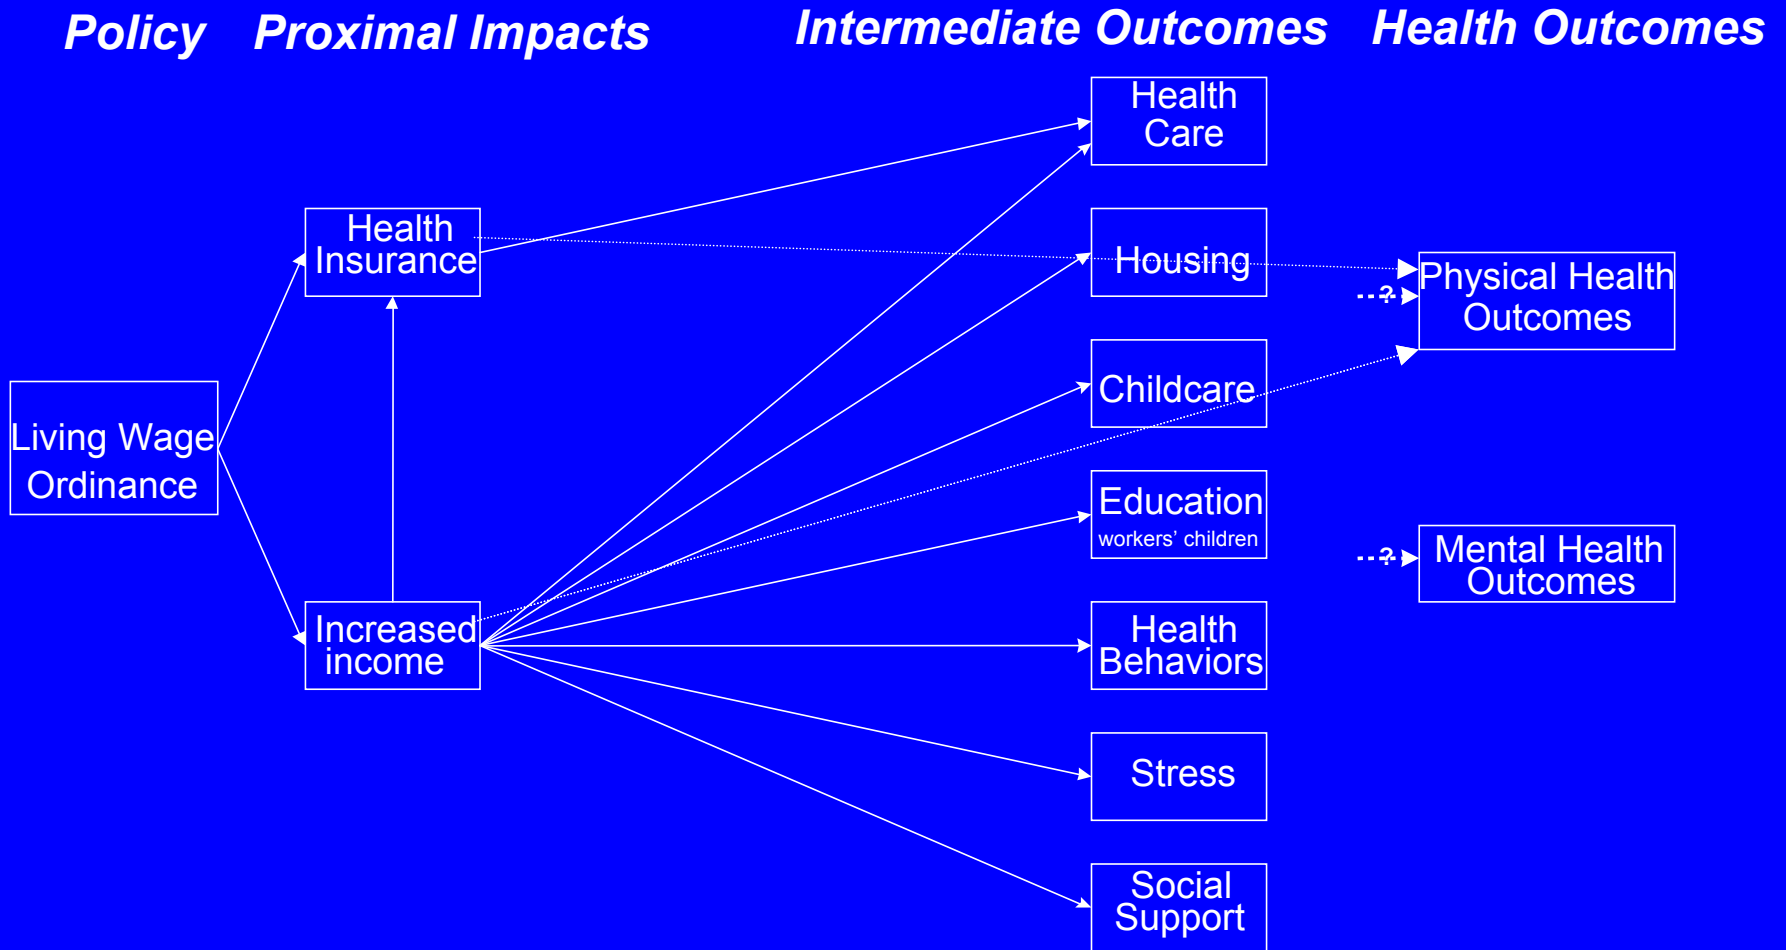 Policy
Proximal Impacts
Intermediate Outcomes
Health Outcomes
Health
Care
Health
Insurance
Housing
Physical Health
Outcomes
?
Childcare
Living Wage
Ordinance
Education
workers’ children
?
Mental Health
Outcomes
Increased
income
Health
Behaviors
Stress
Social
Support